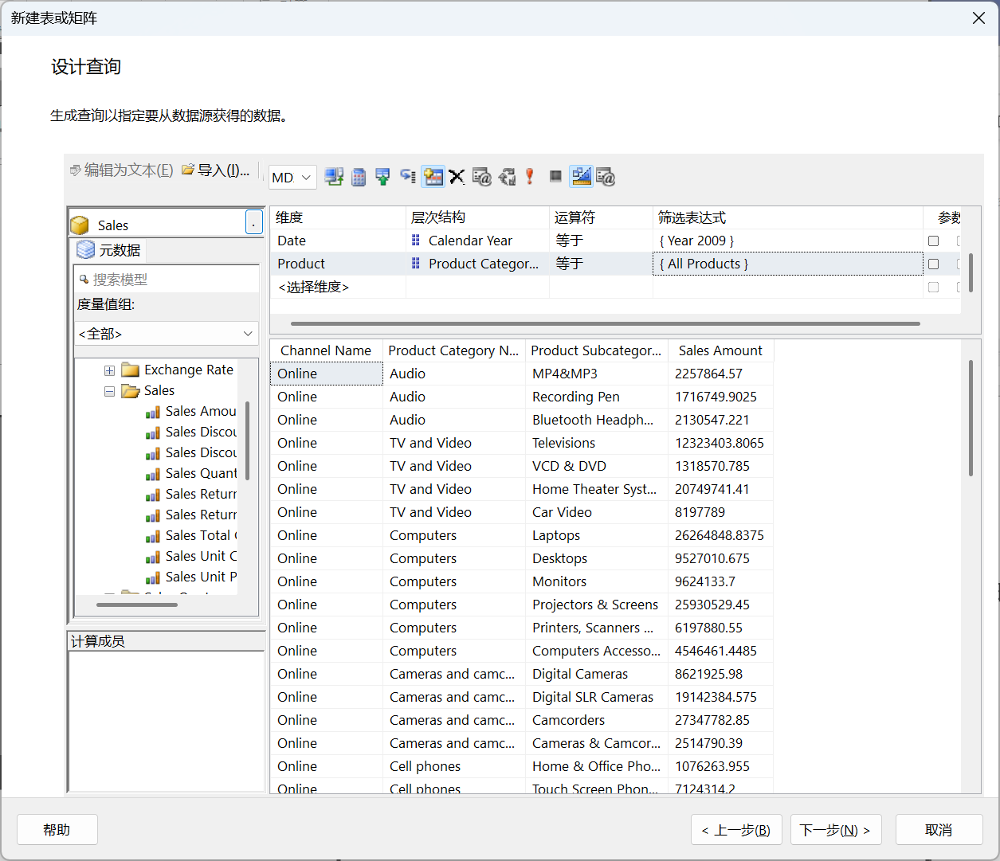 新建表或矩阵
设计查询
生成查询以指定要从数据源获得的数据。
编辑为文本(E) 导入(I)... MD.
Sales .
元数据
搜索模型
度量值组:
<全部>
Exchange Rate
Sales
Sales Amou
Sales Discou
Sales Discou
Sales Quant
Sales Return
Sales Return
Sales Total
Sales Unit C
Sales Unit P
计算成员
维度 层次结构 运算符 筛选表达式 参数
Date Calendar Year 等于 { Year 2009 }
Product Product Categor... 等于 { All Products }
<选择维度>
Channel Name Product Category N... Product Subcategor... Sales Amount
Online Audio MP4&MP3 2257864.57
Online Audio Recording Pen 1716749.9025
Online Audio Bluetooth Headph... 2130547.221
Online TV and Video Televisions 12323403.8065
Online TV and Video VCD & DVD 1318570.785
Online TV and Video Home Theater Syst... 20749741.41
Online TV and Video Car Video 8197789
Online Computers Laptops 26264848.8375
Online Computers Desktops 9527010.675
Online Computers Monitors 9624133.7
Online Computers Projectors & Screens 25930529.45
Online Computers Printers, Scanners ... 6197880.55
Online Computers Computers Accesso... 4546461.4485
Online Cameras and camc... Digital Cameras 8621925.98
Online Cameras and camc... Digital SLR Cameras 19142384.575
Online Cameras and camc... Camcorders 27347782.85
Online Cameras and camc... Cameras & Camcor... 2514790.39
Online Cell phones Home & Office Pho... 1076263.955
Online Cell phones Touch Screen Phon... 7124314.2
帮助 < 上一步(B) 下一步(N) > 取消